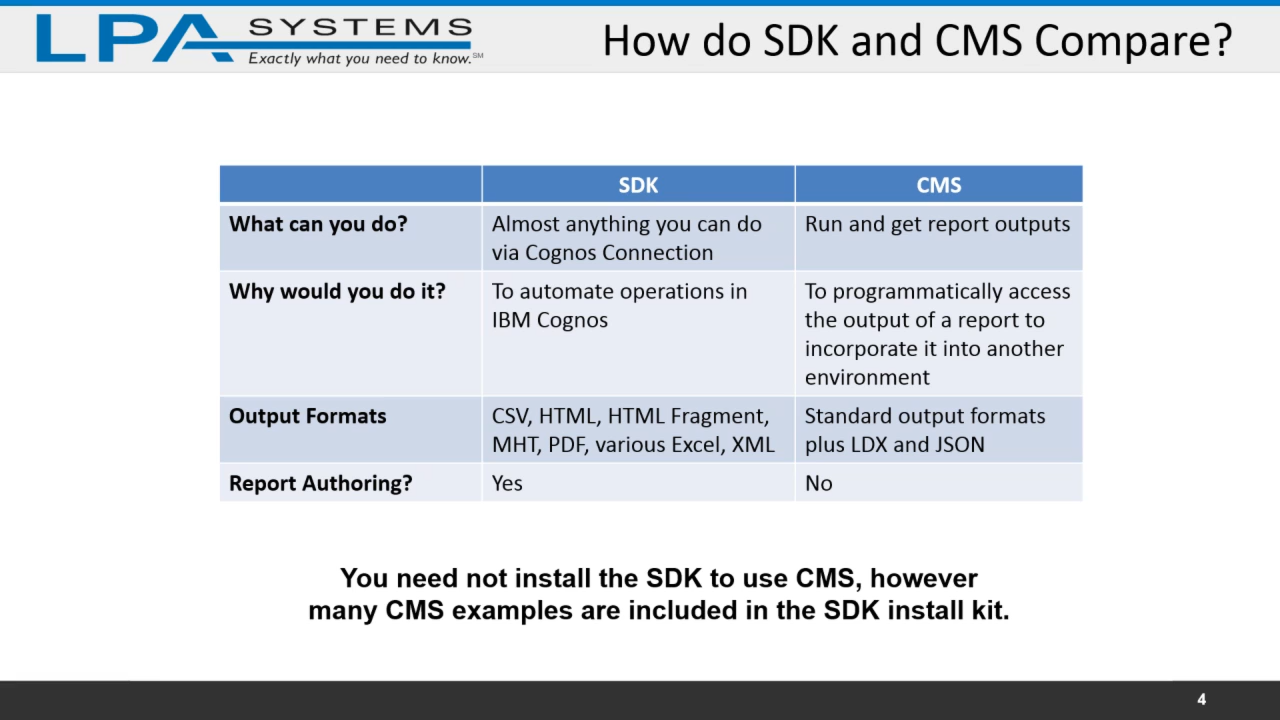 LPA SYSTEMS
Exactly what you need to know.℠
How do SDK and CMS Compare?
SDK
CMS
What can you do?
Almost anything you can do
via Cognos Connection
Run and get report outputs
Why would you do it?
To automate operations in
IBM Cognos
To programmatically access
the output of a report to
incorporate it into another
environment
Output Formats
CSV, HTML, HTML Fragment,
MHT, PDF, various Excel, XML
Standard output formats
plus LDX and JSON
Report Authoring?
Yes
No
You need not install the SDK to use CMS, however
many CMS examples are included in the SDK install kit.
4